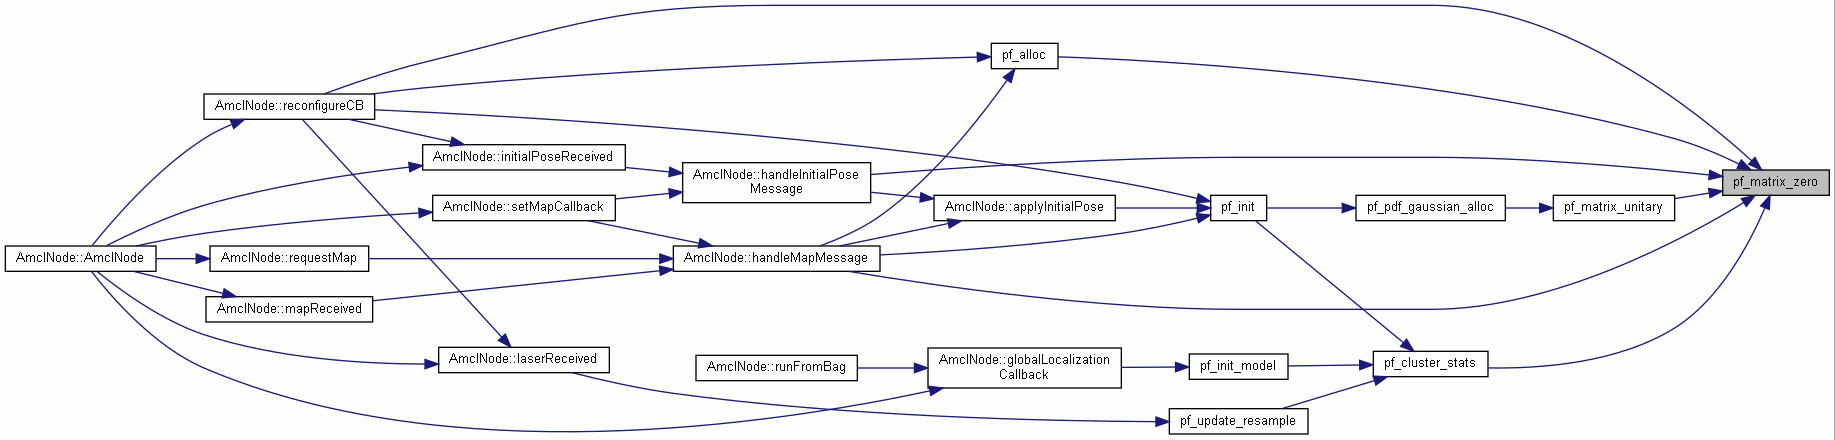 pf_alloc
AmclNode::reconfigureCB
AmclNode::initialPoseReceived
AmclNode::handleInitialPose
Message
pf_matrix_zero
AmclNode::setMapCallback
AmclNode::applyInitialPose
pf_init
pf_pdf_gaussian_alloc
pf_matrix_unitary
AmclNode::AmclNode
AmclNode::requestMap
AmclNode::handleMapMessage
AmclNode::mapReceived
AmclNode::laserReceived
AmclNode::runFromBag
AmclNode::globalLocalization
Callback
pf_init_model
pf_cluster_stats
pf_update_resample